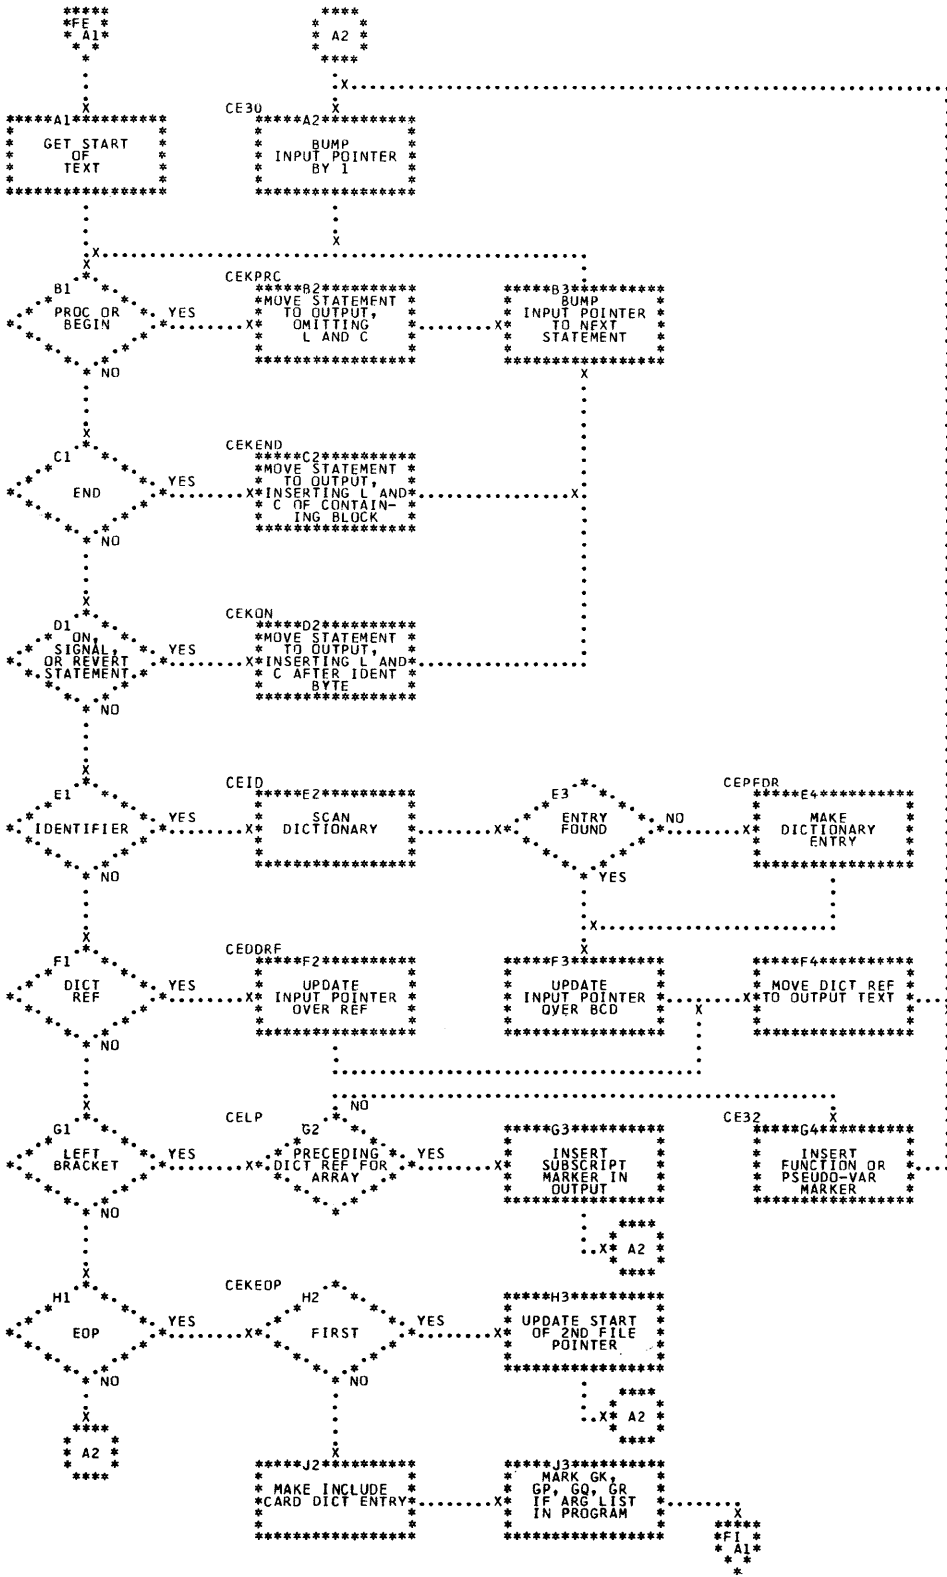 FE
A1
A2
A1
GET START
OF
TEXT
CE30
A2
BUMP
INPUT POINTER
BY 1
B1
PROC OR
BEGIN
YES
NO
CEKPRC
B2
MOVE STATEMENT
TO OUTPUT,
OMITTING
L AND C
B3
BUMP
INPUT POINTER
TO NEXT
STATEMENT
C1
END
YES
NO
CEKEND
C2
MOVE STATEMENT
TO OUTPUT,
INSERTING L AND
C OF CONTAIN-
ING BLOCK
D1
ON,
SIGNAL,
OR REVERT
STATEMENT
YES
NO
CEKON
D2
MOVE STATEMENT
TO OUTPUT,
INSERTING L AND
C AFTER IDENT
BYTE
E1
IDENTIFIER
YES
NO
CEID
E2
SCAN
DICTIONARY
E3
ENTRY
FOUND
NO
YES
CEPFDR
E4
MAKE
DICTIONARY
ENTRY
F1
DICT
REF
YES
NO
CEDDRF
F2
UPDATE
INPUT POINTER
OVER REF
F3
UPDATE
INPUT POINTER
OVER BCD
F4
MOVE DICT REF
TO OUTPUT TEXT
G1
LEFT
BRACKET
YES
NO
CELP
G2
PRECEDING
DICT REF FOR
ARRAY
NO
YES
G3
INSERT
SUBSCRIPT
MARKER IN
OUTPUT
A2
CE32
G4
INSERT
FUNCTION OR
PSEUDO-VAR
MARKER
H1
EOP
YES
NO
A2
CEKEOP
H2
FIRST
YES
NO
H3
UPDATE START
OF 2ND FILE
POINTER
A2
J2
MAKE INCLUDE
CARD DICT ENTRY
J3
MARK GK,
GP, GQ, GR
IF ARG LIST
IN PROGRAM
FI
A1